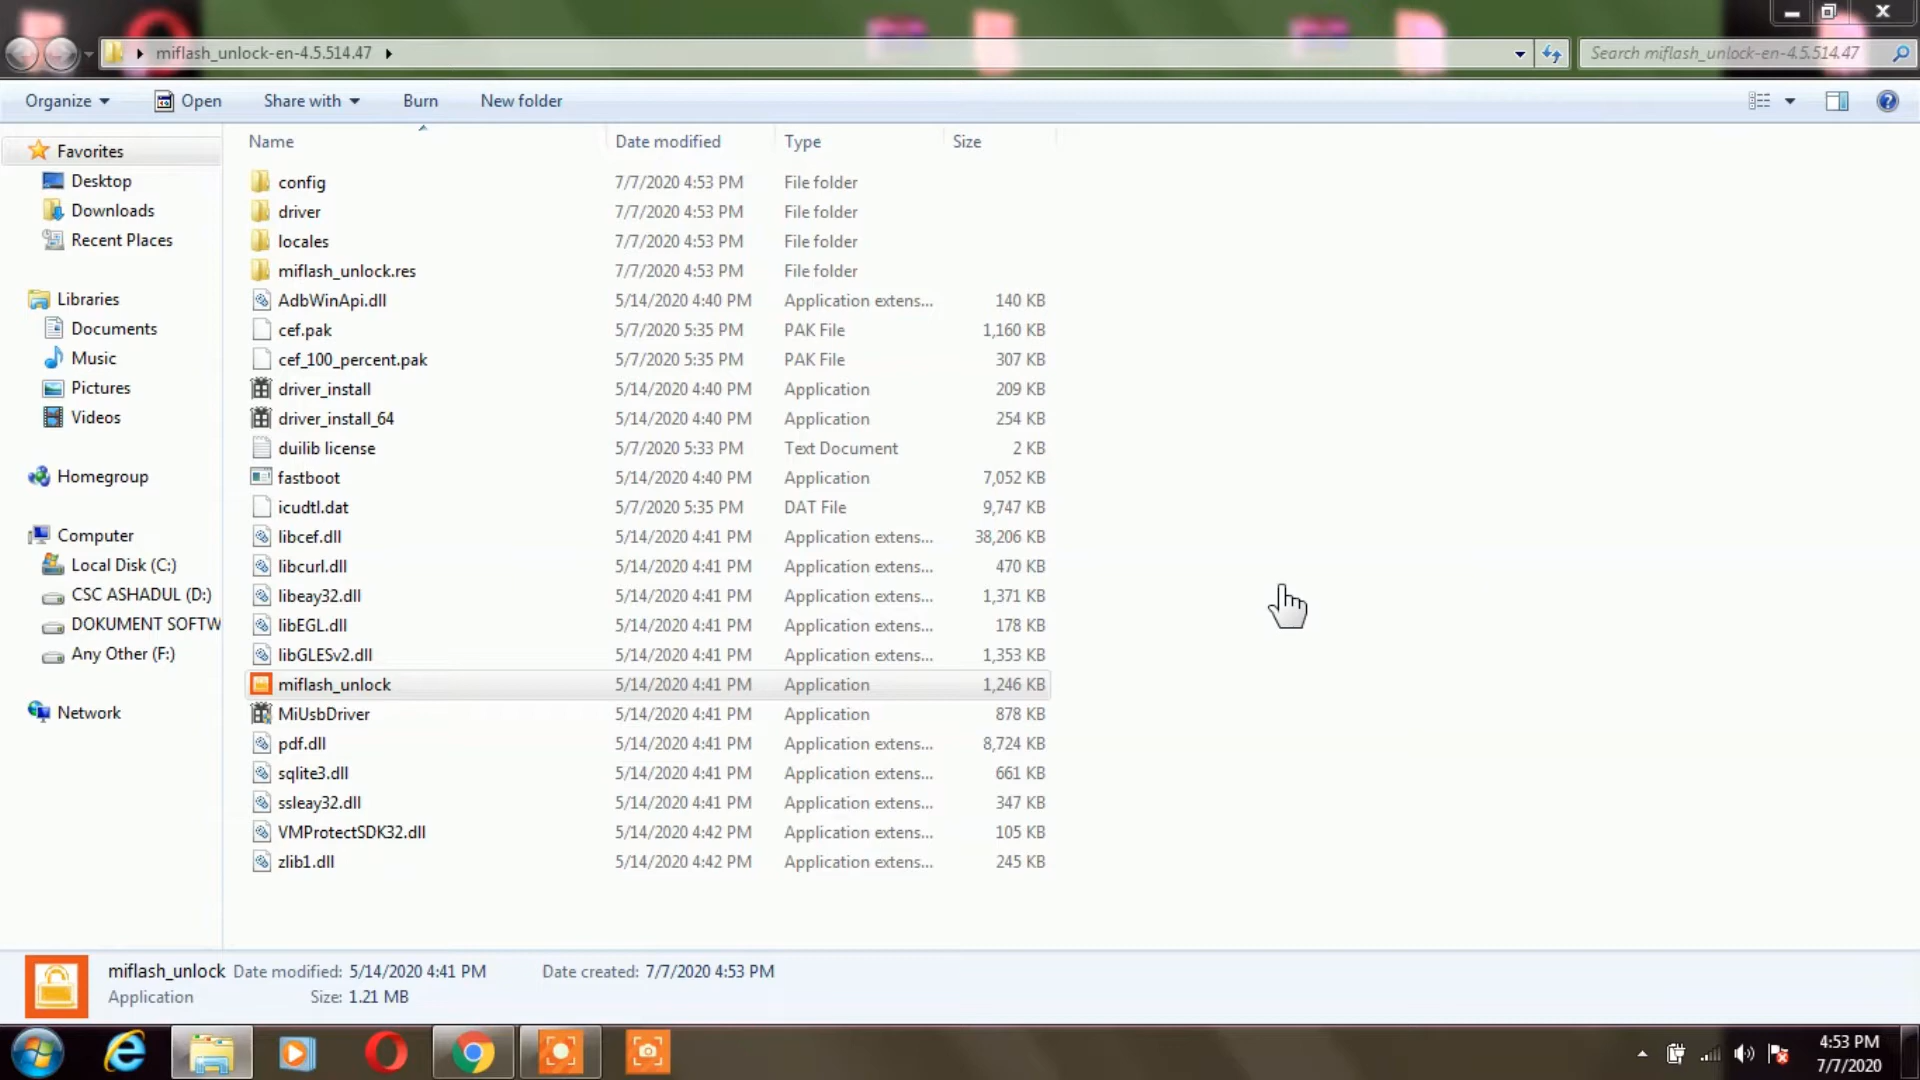 miflash_unlock-en-4.5.514.47
Search miflash_unlock-en-4.5.514.47
Organize Open Share with Burn New folder
Name Date modified Type Size
Favorites
Desktop
Downloads
Recent Places
Libraries
Documents
Music
Pictures
Videos
Homegroup
Computer
Local Disk (C:)
CSC ASHADUL (D:)
DOKUMENT SOFTW
Any Other (F:)
Network
config 7/7/2020 4:53 PM File folder
driver 7/7/2020 4:53 PM File folder
locales 7/7/2020 4:53 PM File folder
miflash_unlock.res 7/7/2020 4:53 PM File folder
AdbWinApi.dll 5/14/2020 4:40 PM Application extens... 140 KB
cef.pak 5/7/2020 5:35 PM PAK File 1,160 KB
cef_100_percent.pak 5/7/2020 5:35 PM PAK File 307 KB
driver_install 5/14/2020 4:40 PM Application 209 KB
driver_install_64 5/14/2020 4:40 PM Application 254 KB
duilib license 5/7/2020 5:33 PM Text Document 2 KB
fastboot 5/14/2020 4:40 PM Application 7,052 KB
icudtl.dat 5/7/2020 5:35 PM DAT File 9,747 KB
libcef.dll 5/14/2020 4:41 PM Application extens... 38,206 KB
libcurl.dll 5/14/2020 4:41 PM Application extens... 470 KB
libeay32.dll 5/14/2020 4:41 PM Application extens... 1,371 KB
libEGL.dll 5/14/2020 4:41 PM Application extens... 178 KB
libGLESv2.dll 5/14/2020 4:41 PM Application extens... 1,353 KB
miflash_unlock 5/14/2020 4:41 PM Application 1,246 KB
MiUsbDriver 5/14/2020 4:41 PM Application 878 KB
pdf.dll 5/14/2020 4:41 PM Application extens... 8,724 KB
sqlite3.dll 5/14/2020 4:41 PM Application extens... 661 KB
ssleay32.dll 5/14/2020 4:41 PM Application extens... 347 KB
VMProtectSDK32.dll 5/14/2020 4:42 PM Application extens... 105 KB
zlib1.dll 5/14/2020 4:42 PM Application extens... 245 KB
miflash_unlock Date modified: 5/14/2020 4:41 PM Date created: 7/7/2020 4:53 PM
Application Size: 1.21 MB
4:53 PM
7/7/2020